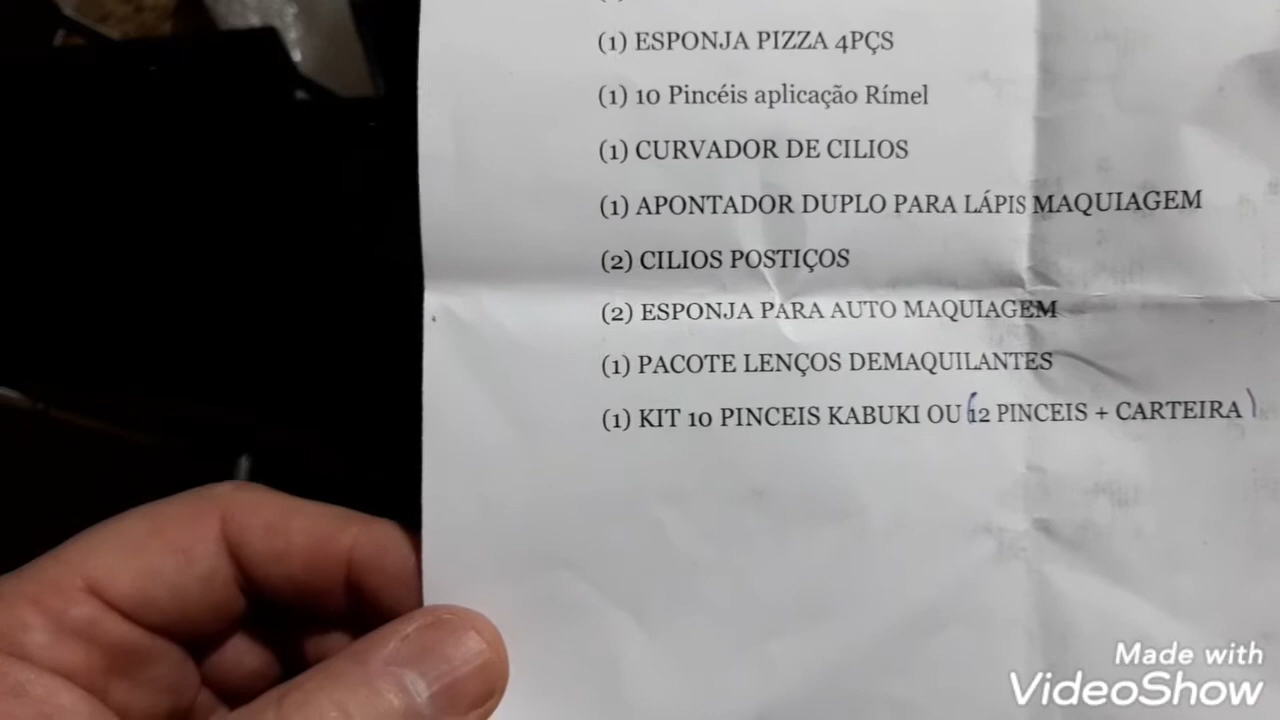 (1) ESPONJA PIZZA 4PÇS
(1) 10 Pincéis aplicação Rímel
(1) CURVADOR DE CILIOS
(1) APONTADOR DUPLO PARA LÁPIS MAQUIAGEM
(2) CILIOS POSTIÇOS
(2) ESPONJA PARA AUTO MAQUIAGEM
(1) PACOTE LENÇOS DEMAQUILANTES
(1) KIT 10 PINCEIS KABUKI OU (12 PINCEIS + CARTEIRA)
Made with
VideoShow